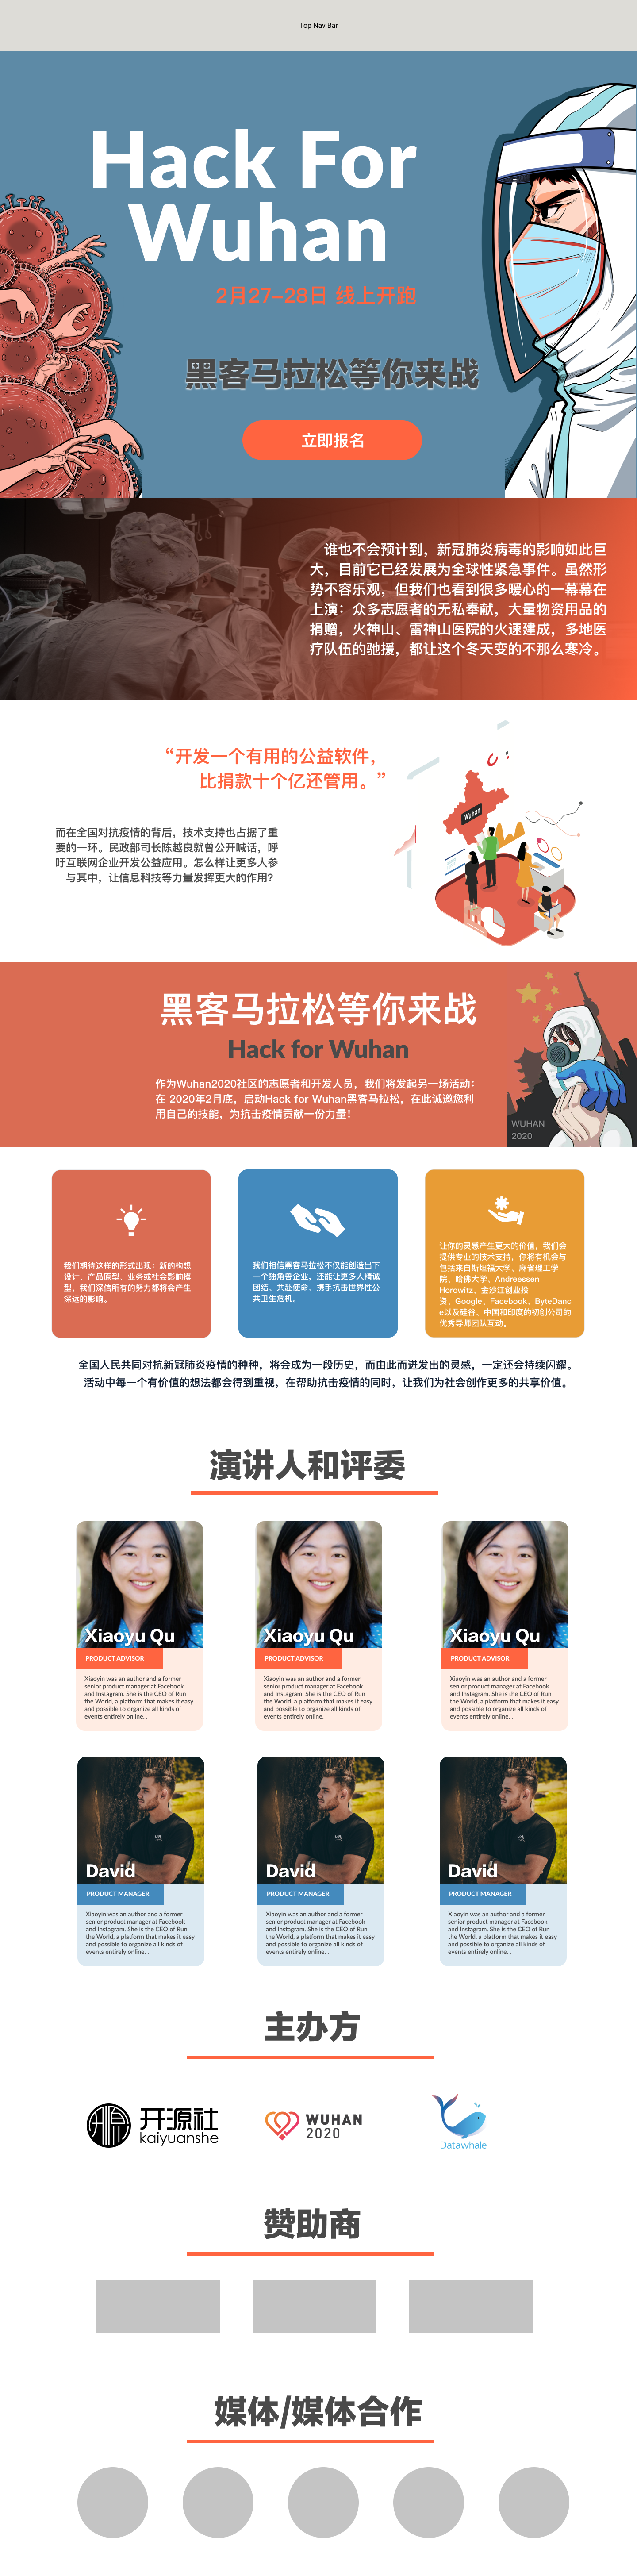 Top Nav Bar
Hack For
Wuhan
2月27-28日 线上开跑
黑客马拉松等你来战
立即报名
谁也不会预计到，新冠肺炎病毒的影响如此巨
大，目前它已经发展为全球性紧急事件。虽然形
势不容乐观，但我们也看到很多暖心的一幕幕在
上演：众多志愿者的无私奉献，大量物资用品的
捐赠，火神山、雷神山医院的火速建成，多地医
疗队伍的驰援，都让这个冬天变的不那么寒冷。
“开发一个有用的公益软件，
比捐款十个亿还管用。”
而在全国对抗疫情的背后，技术支持也占据了重
要的一环。民政部司长陈越良就曾公开喊话，呼
吁互联网企业开发公益应用。怎么样让更多人参
与其中，让信息科技等力量发挥更大的作用?
Wuhan
黑客马拉松等你来战
Hack for Wuhan
作为Wuhan2020社区的志愿者和开发人员，我们将发起另一场活动：
在 2020年2月底，启动Hack for Wuhan黑客马拉松，在此诚邀您利
用自己的技能，为抗击疫情贡献一份力量！
WUHAN
2020
我们期待这样的形式出现：新的构想
设计、产品原型、业务或社会影响模
型，我们深信所有的努力都将会产生
深远的影响。
我们相信黑客马拉松不仅能创造出下
一个独角兽企业，还能让更多人精诚
团结、共赴使命、携手抗击世界性公
共卫生危机。
让你的灵感产生更大的价值，我们会
提供专业的技术支持，你将有机会与
包括来自斯坦福大学、麻省理工学
院、哈佛大学、Andreessen
Horowitz、金沙江创业投
资、Google、Facebook、ByteDanc
e以及硅谷、中国和印度的初创公司的
优秀导师团队互动。
全国人民共同对抗新冠肺炎疫情的种种，将会成为一段历史，而由此而迸发出的灵感，一定还会持续闪耀。
活动中每一个有价值的想法都会得到重视，在帮助抗击疫情的同时，让我们为社会创作更多的共享价值。
演讲人和评委
Xiaoyu Qu
PRODUCT ADVISOR
Xiaoyin was an author and a former
senior product manager at Facebook
and Instagram. She is the CEO of Run
the World, a platform that makes it easy
and possible to organize all kinds of
events entirely online. .
Xiaoyu Qu
PRODUCT ADVISOR
Xiaoyin was an author and a former
senior product manager at Facebook
and Instagram. She is the CEO of Run
the World, a platform that makes it easy
and possible to organize all kinds of
events entirely online. .
Xiaoyu Qu
PRODUCT ADVISOR
Xiaoyin was an author and a former
senior product manager at Facebook
and Instagram. She is the CEO of Run
the World, a platform that makes it easy
and possible to organize all kinds of
events entirely online. .
David
PRODUCT MANAGER
Xiaoyin was an author and a former
senior product manager at Facebook
and Instagram. She is the CEO of Run
the World, a platform that makes it easy
and possible to organize all kinds of
events entirely online. .
David
PRODUCT MANAGER
Xiaoyin was an author and a former
senior product manager at Facebook
and Instagram. She is the CEO of Run
the World, a platform that makes it easy
and possible to organize all kinds of
events entirely online. .
David
PRODUCT MANAGER
Xiaoyin was an author and a former
senior product manager at Facebook
and Instagram. She is the CEO of Run
the World, a platform that makes it easy
and possible to organize all kinds of
events entirely online. .
主办方
开源社
kaiyuanshe
WUHAN
2020
Datawhale
赞助商
媒体/媒体合作